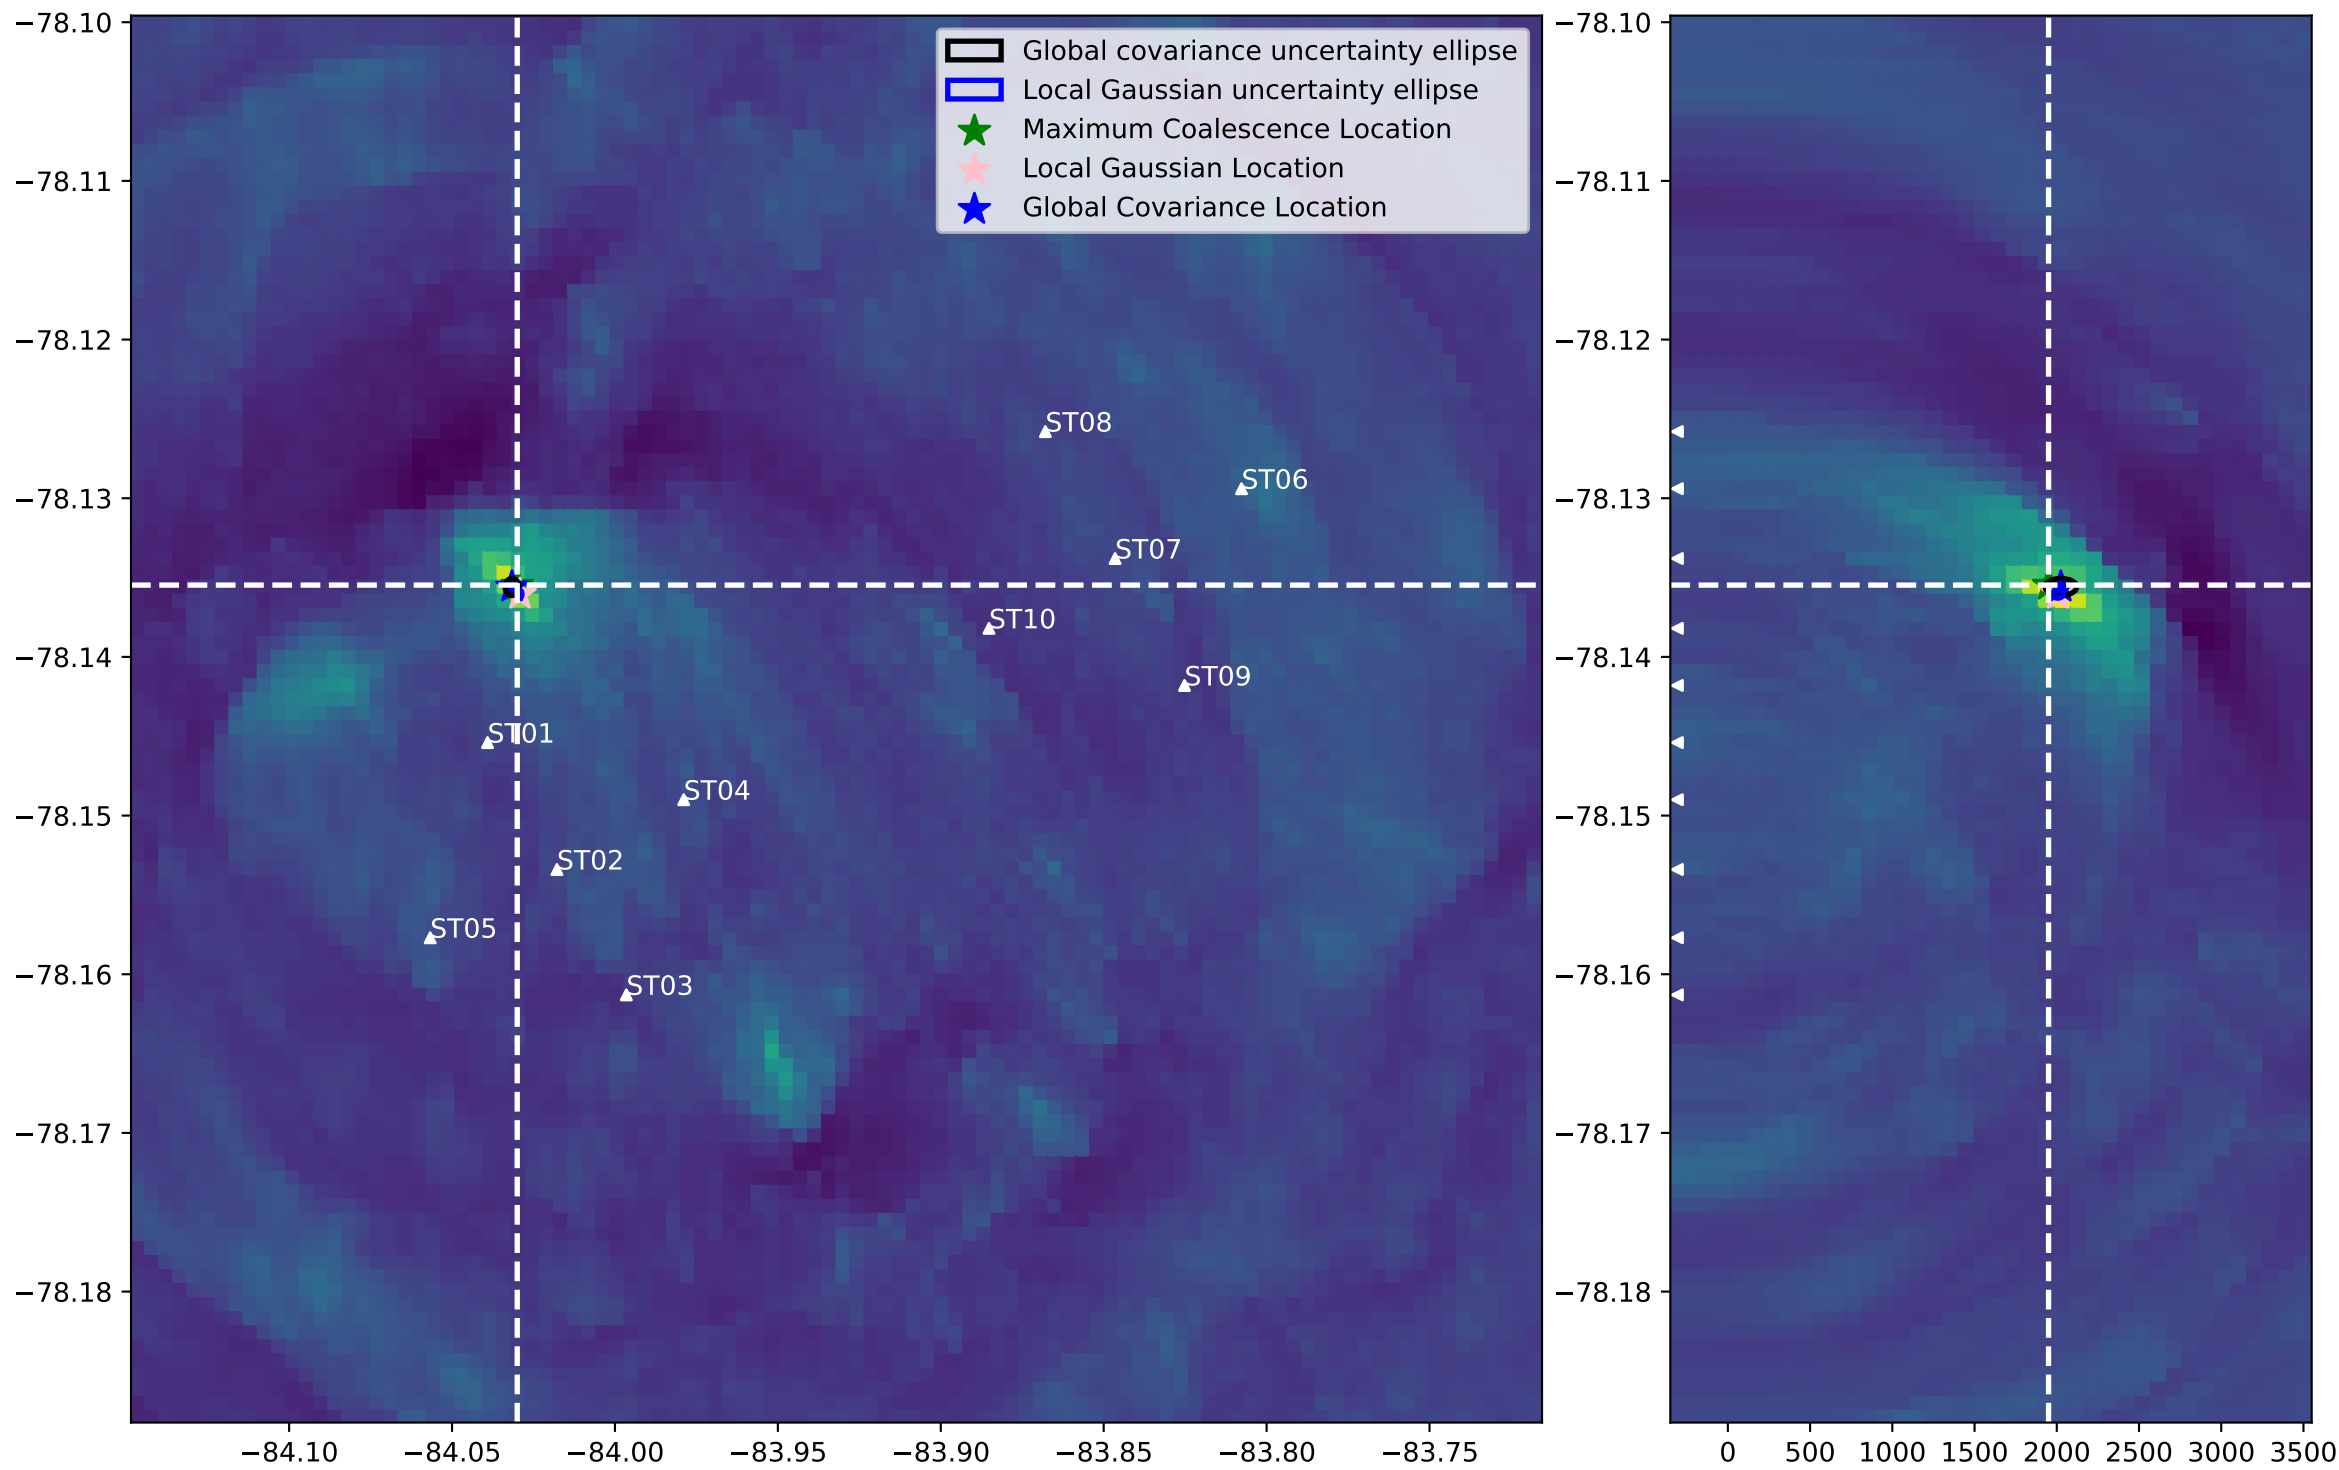 Global covariance uncertainty ellipse
Local Gaussian uncertainty ellipse
Maximum Coalescence Location
Local Gaussian Location
Global Covariance Location
−78.10
−78.11
−78.12
−78.13
−78.14
−78.15
−78.16
−78.17
−78.18
ST08
ST06
ST07
ST10
ST09
ST01
ST04
ST02
ST05
ST03
−84.10
−84.05
−84.00
−83.95
−83.90
−83.85
−83.80
−83.75
−78.10
−78.11
−78.12
−78.13
−78.14
−78.15
−78.16
−78.17
−78.18
0
500
1000
1500
2000
2500
3000
3500